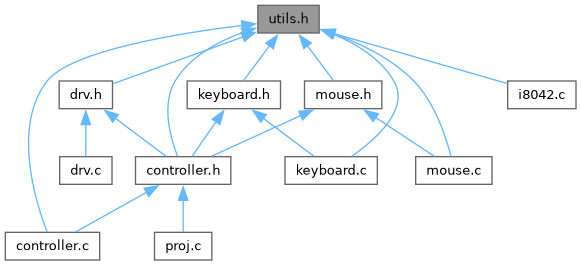 utils.h
drv.h
keyboard.h
mouse.h
i8042.c
drv.c
controller.h
keyboard.c
mouse.c
controller.c
proj.c